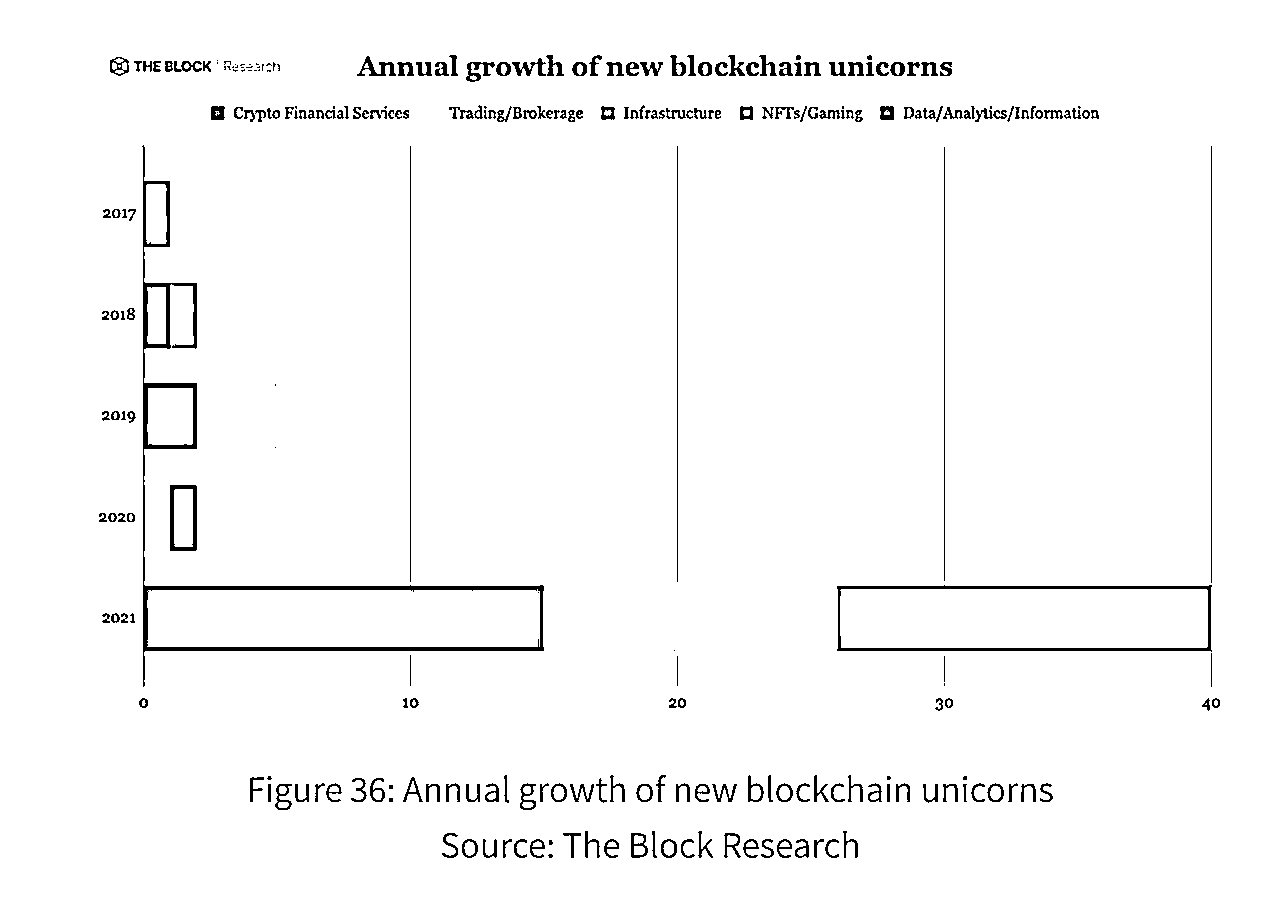 THE BLOCK | Research
Annual growth of new blockchain unicorns
Crypto Financial Services Trading/Brokerage Infrastructure NFTs/Gaming Data/Analytics/Information
2017
2018
2019
2020
2021
0 10 20 30 40
Figure 36: Annual growth of new blockchain unicorns
Source: The Block Research